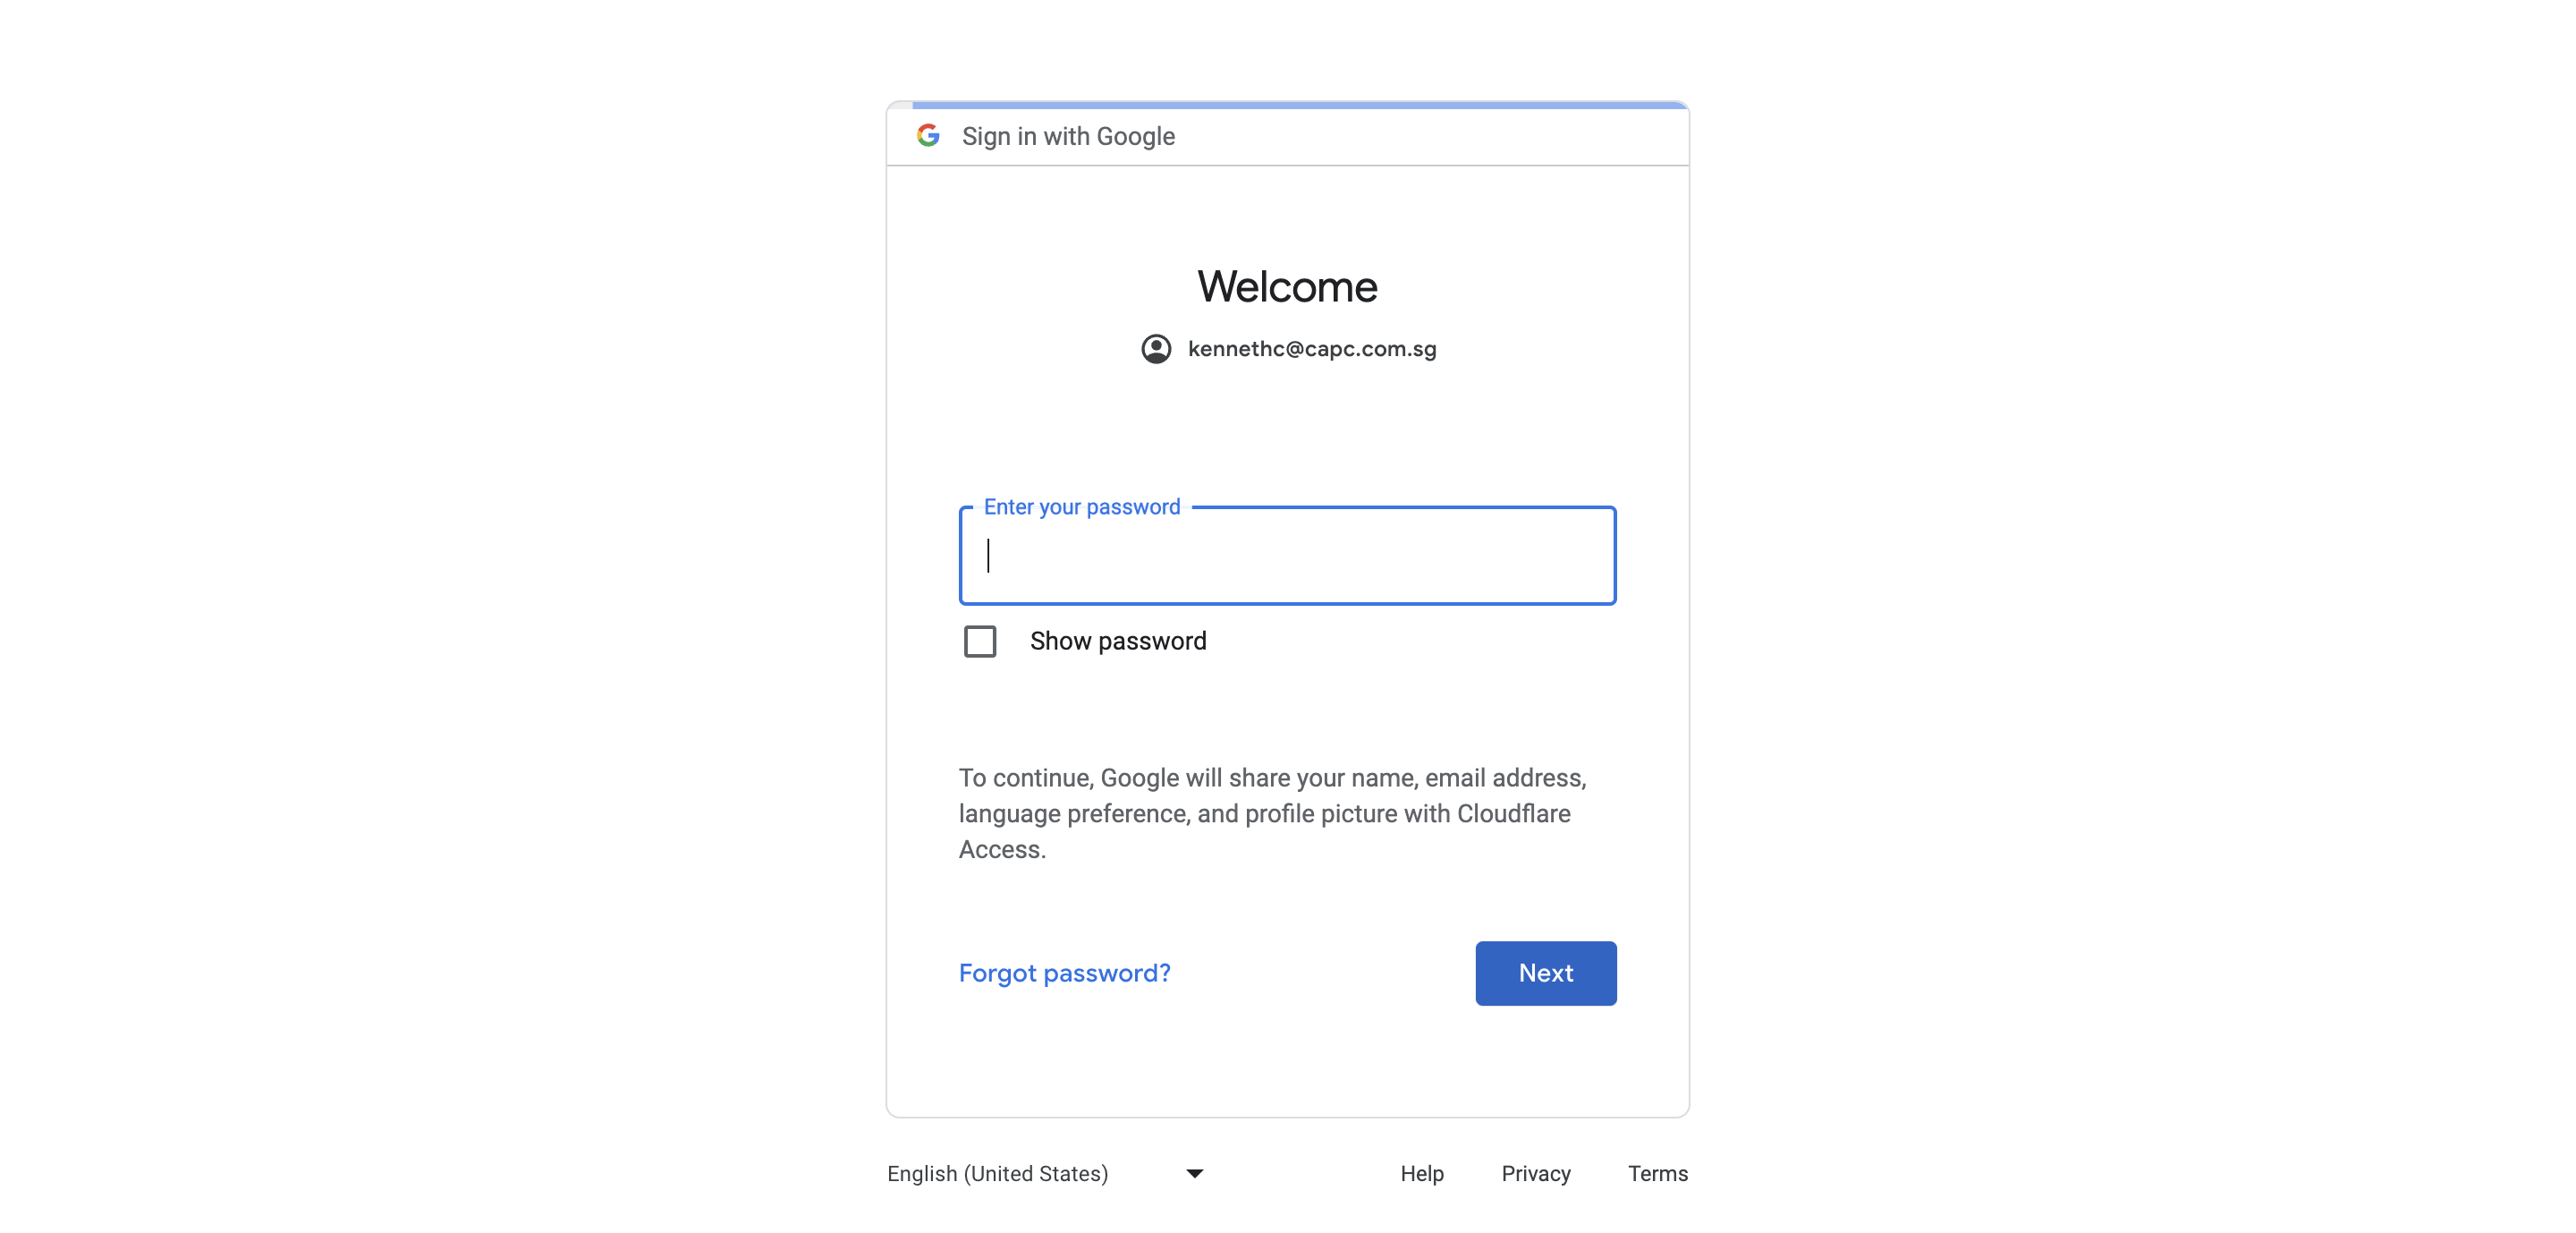 Sign in with Google
Welcome
kennethc@capc.com.sg
Enter your password
Show password
To continue, Google will share your name, email address,
language preference, and profile picture with Cloudflare
Access.
Forgot password?
Next
English (United States)
Help
Privacy
Terms